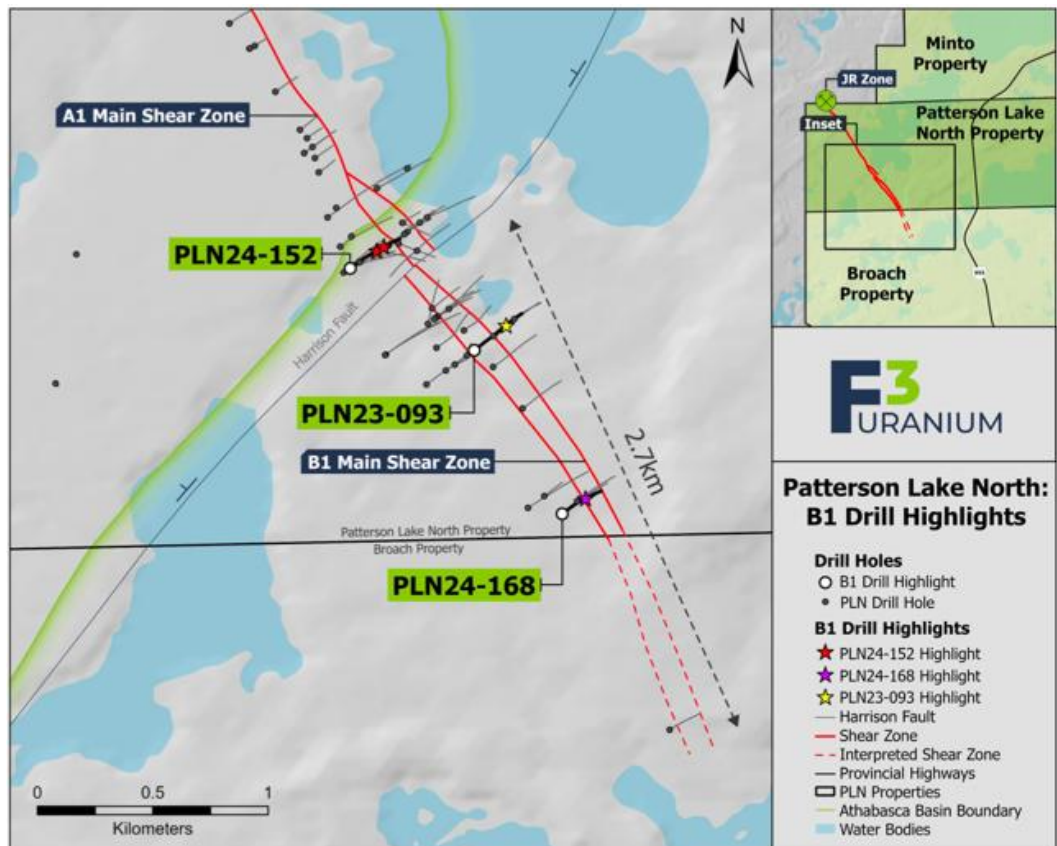 A1 Main Shear Zone
N
PLN24-152
Harrison Fault
PLN23-093
B1 Main Shear Zone
2.7km
Patterson Lake North Property
Broach Property
PLN24-168
0 0.5 1
Kilometers
Minto
Property
JR Zone
Patterson Lake
North Property
Inset
Broach
Property
F3
URANIUM
Patterson Lake North:
B1 Drill Highlights
Drill Holes
B1 Drill Highlight
PLN Drill Hole
B1 Drill Highlights
PLN24-152 Highlight
PLN24-168 Highlight
PLN23-093 Highlight
Harrison Fault
Shear Zone
Interpreted Shear Zone
Provincial Highways
PLN Properties
Athabasca Basin Boundary
Water Bodies